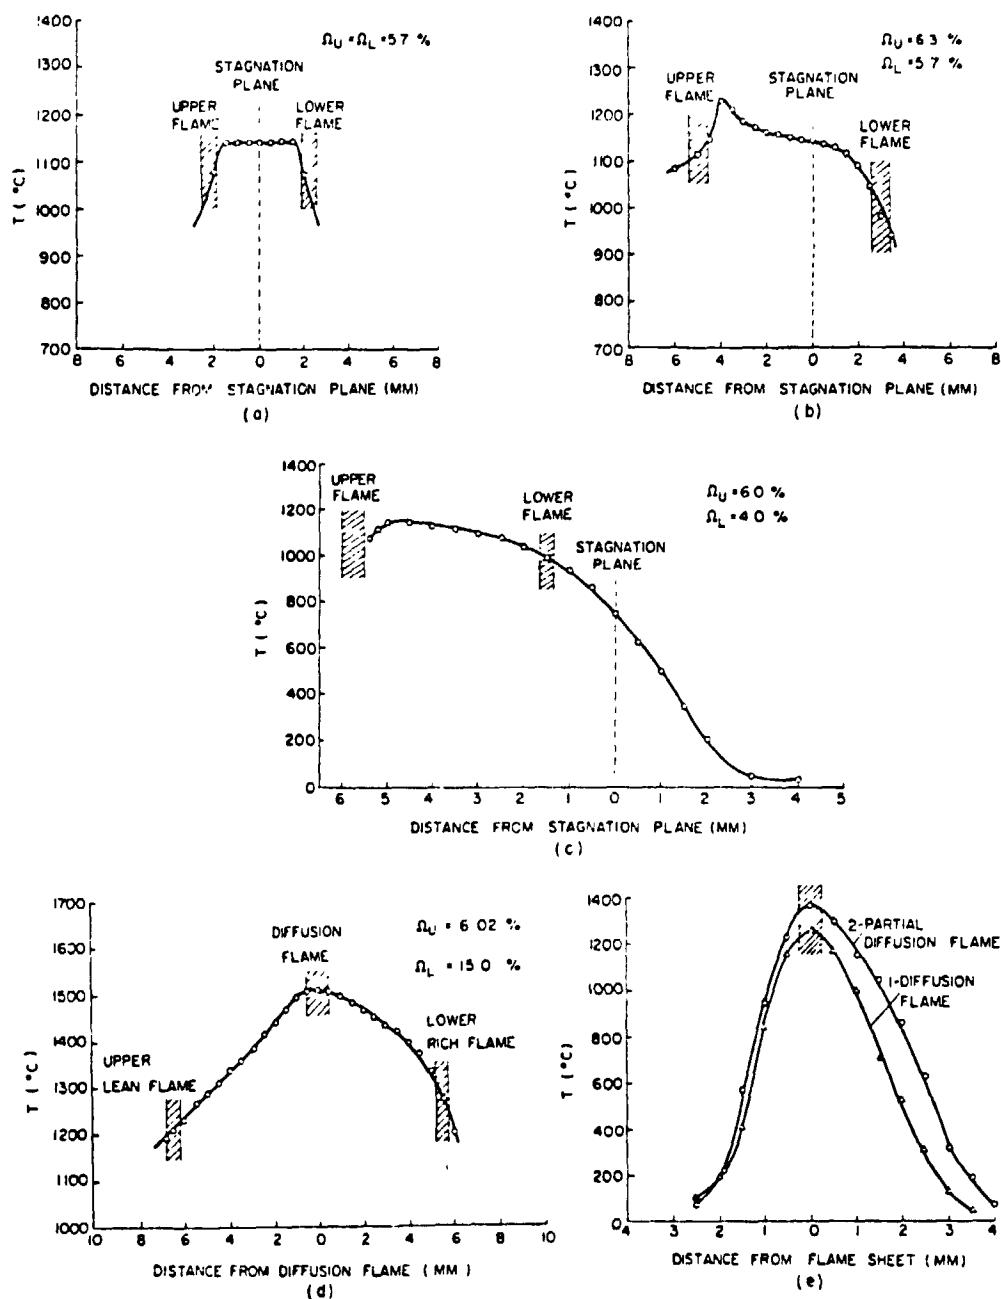 1400
1300
1200
1100
1000
900
800
700
T (°C)
Ω_U = Ω_L = 5.7 %
STAGNATION
PLANE
UPPER
FLAME
LOWER
FLAME
8 6 4 2 0 2 4 6 8
DISTANCE FROM STAGNATION PLANE (MM)
(a)
1400
1300
1200
1100
1000
900
800
700
T (°C)
Ω_U = 6.3 %
Ω_L = 5.7 %
UPPER
FLAME
STAGNATION
PLANE
LOWER
FLAME
8 6 4 2 0 2 4 6 8
DISTANCE FROM STAGNATION PLANE (MM)
(b)
1400
1200
1000
800
600
400
200
0
T (°C)
UPPER
FLAME
LOWER
FLAME
STAGNATION
PLANE
Ω_U = 6.0 %
Ω_L = 4.0 %
6 5 4 3 2 1 0 1 2 3 4 5
DISTANCE FROM STAGNATION PLANE (MM)
(c)
1700
1600
1500
1400
1300
1200
1100
1000
T (°C)
DIFFUSION
FLAME
Ω_U = 6.02 %
Ω_L = 15.0 %
UPPER
LEAN FLAME
LOWER
RICH FLAME
10 8 6 4 2 0 2 4 6 8 10
DISTANCE FROM DIFFUSION FLAME (MM)
(d)
1400
1200
1000
800
600
400
200
0
T (°C)
2-PARTIAL
DIFFUSION FLAME
1-DIFFUSION
FLAME
4 3 2 1 0 1 2 3 4
DISTANCE FROM FLAME SHEET (MM)
(e)